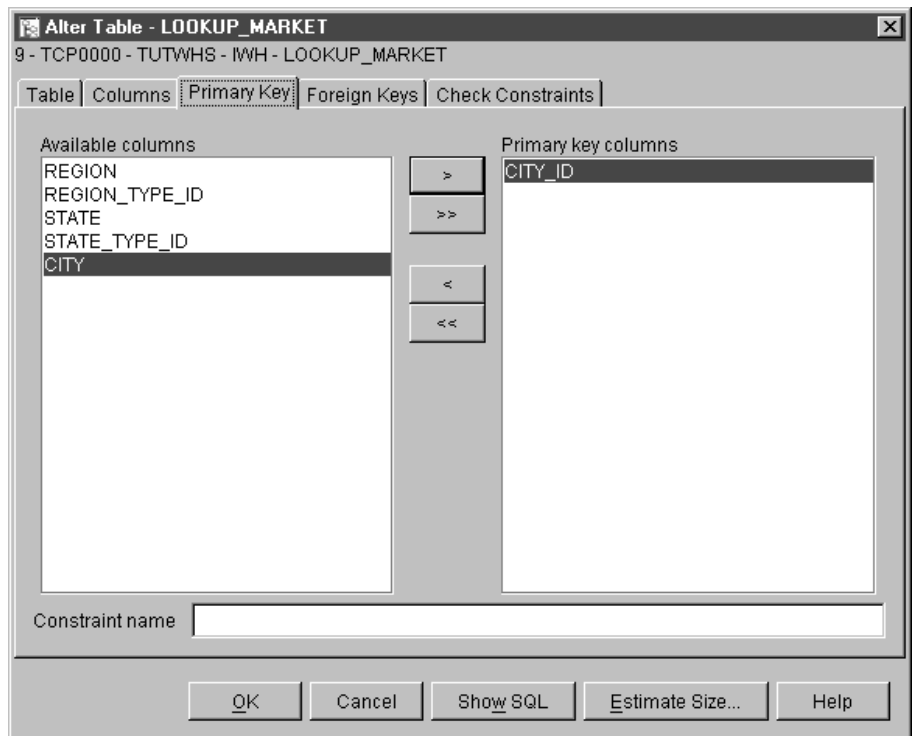 Alter Table - LOOKUP_MARKET
9 - TCP0000 - TUTWHS - IWH - LOOKUP_MARKET
Table Columns Primary Key Foreign Keys Check Constraints
Available columns
REGION
REGION_TYPE_ID
STATE
STATE_TYPE_ID
CITY
>
>>
<
<<
Primary key columns
CITY_ID
Constraint name
OK Cancel Show SQL Estimate Size... Help